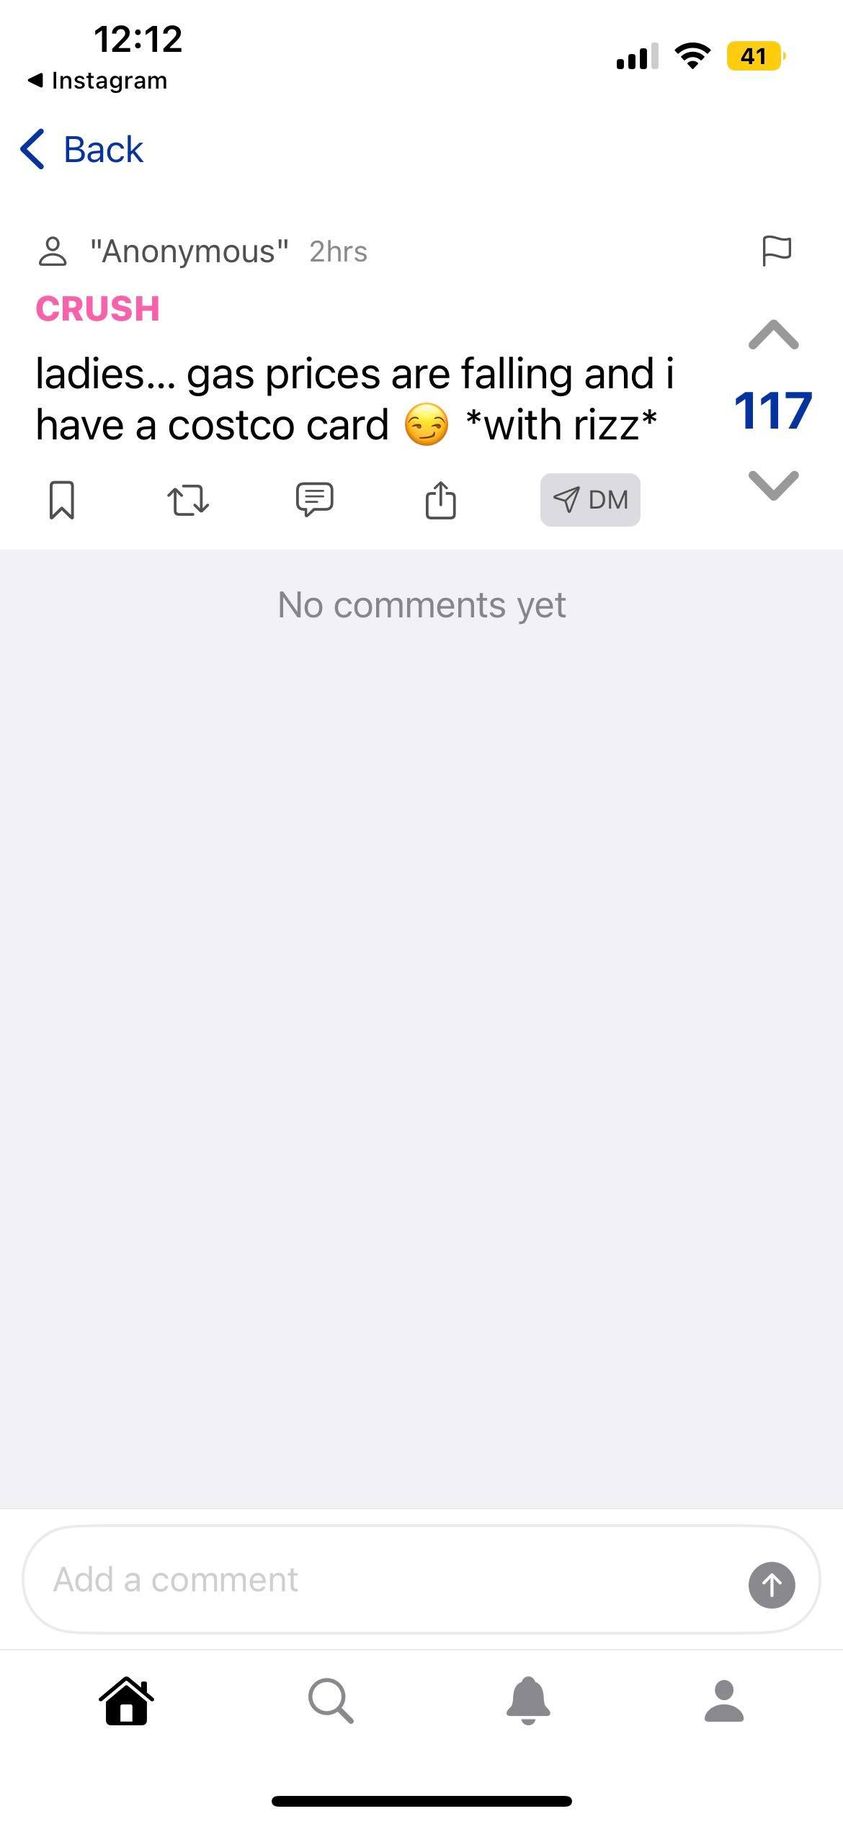 12:12
41
◀ Instagram
Back
"Anonymous" 2hrs
CRUSH
ladies... gas prices are falling and i
have a costco card 😏 *with rizz*
117
DM
No comments yet
Add a comment